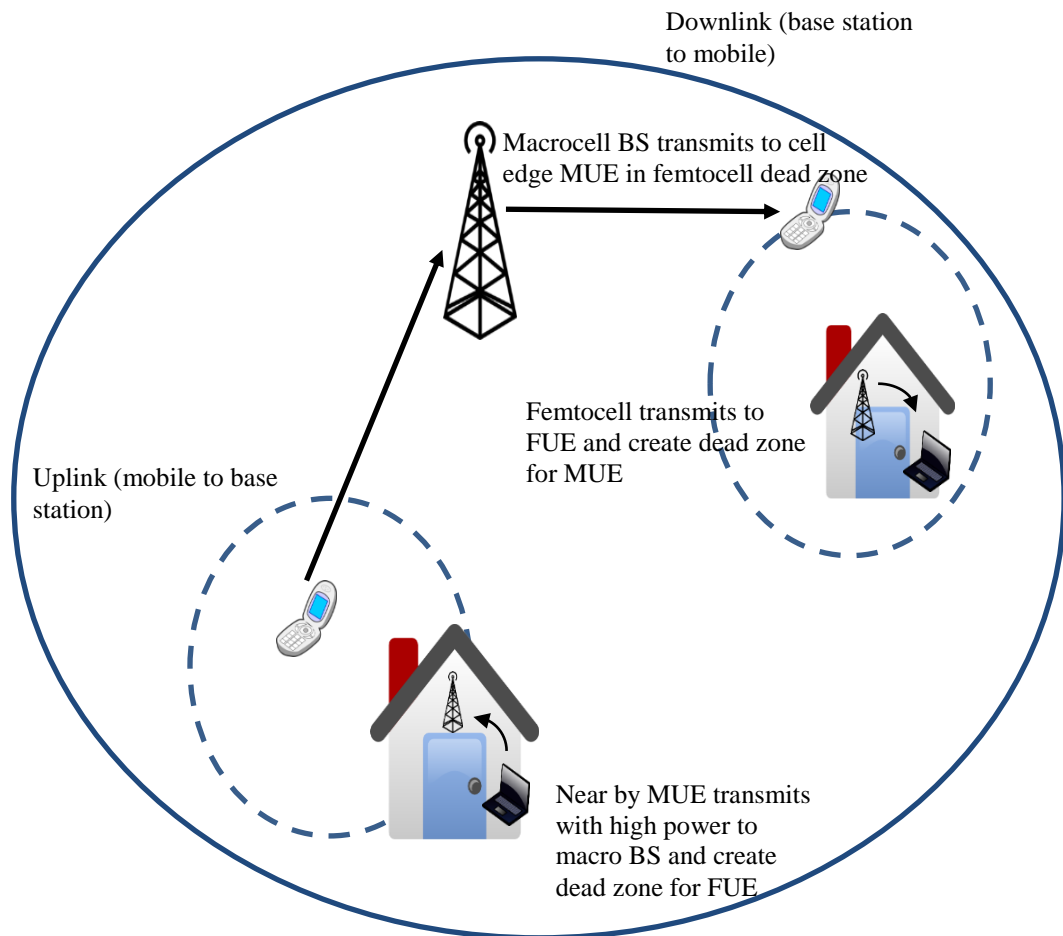 Downlink (base station
to mobile)
Macrocell BS transmits to cell
edge MUE in femtocell dead zone
Femtocell transmits to
FUE and create dead zone
for MUE
Uplink (mobile to base
station)
Near by MUE transmits
with high power to
macro BS and create
dead zone for FUE